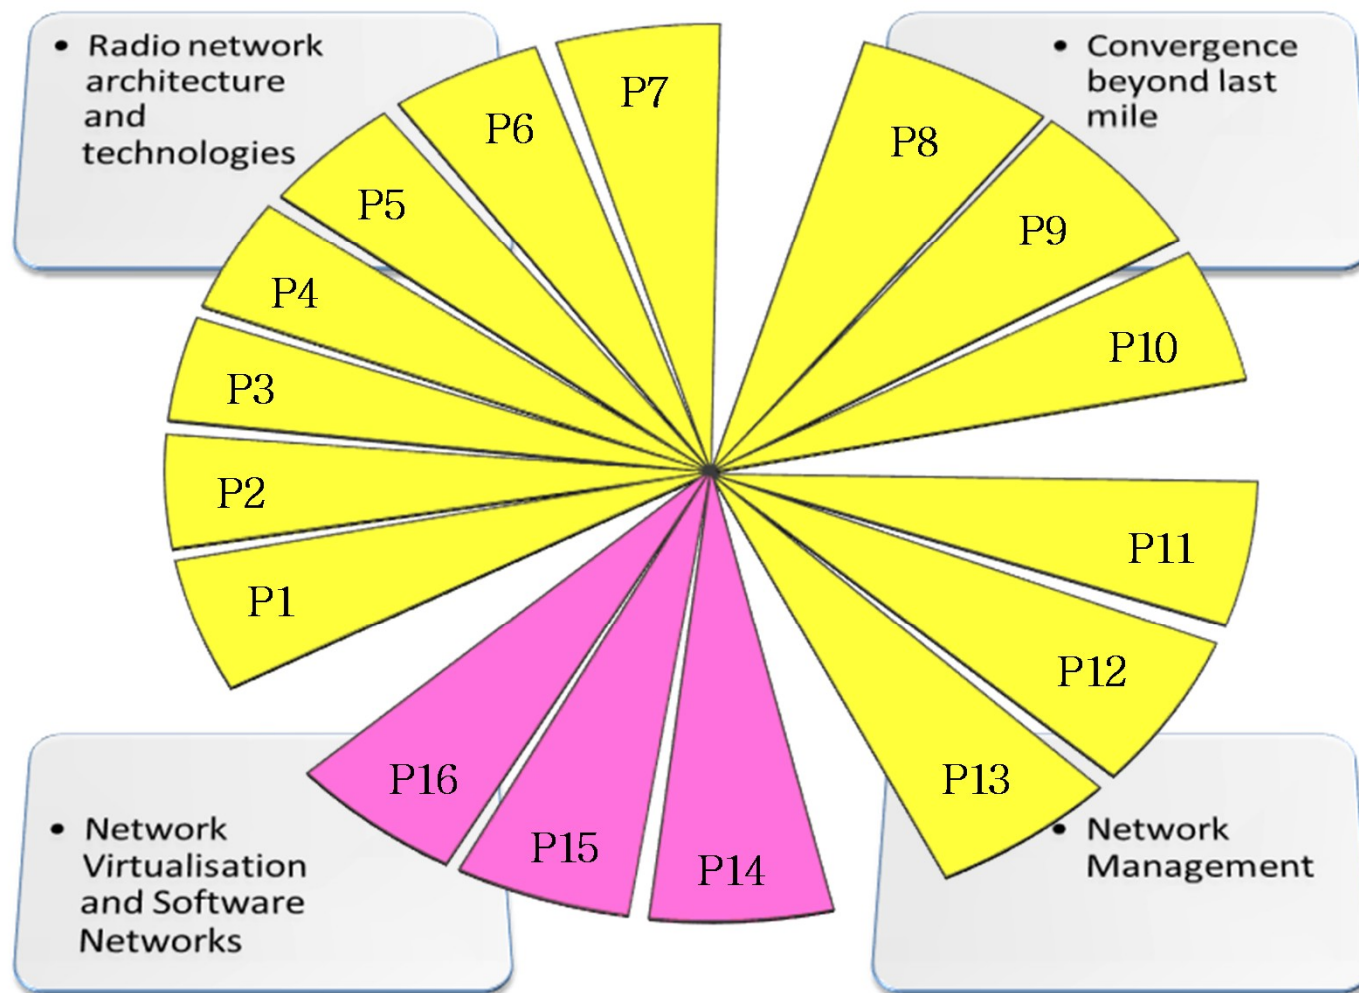 • Radio network
architecture
and
technologies
• Convergence
beyond last
mile
P7
P6
P8
P5
P9
P4
P10
P3
P2
P11
P1
P12
P13
P16
P15
P14
• Network
Virtualisation
and Software
Networks
• Network
Management